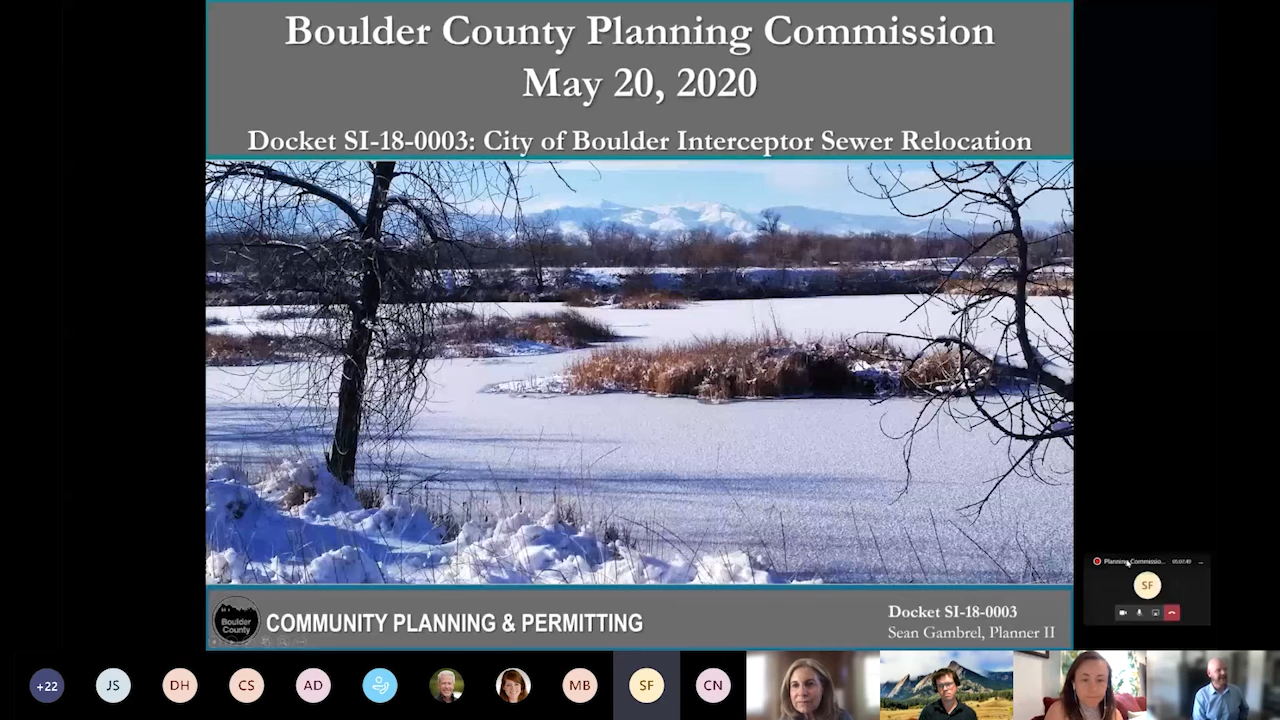 Boulder County Planning Commission
May 20, 2020
Docket SI-18-0003: City of Boulder Interceptor Sewer Relocation
Planning Commissio...
SF
Boulder
County
COMMUNITY PLANNING & PERMITTING
Docket SI-18-0003
Sean Gambrel, Planner II
+22
JS
DH
CS
AD
MB
SF
CN